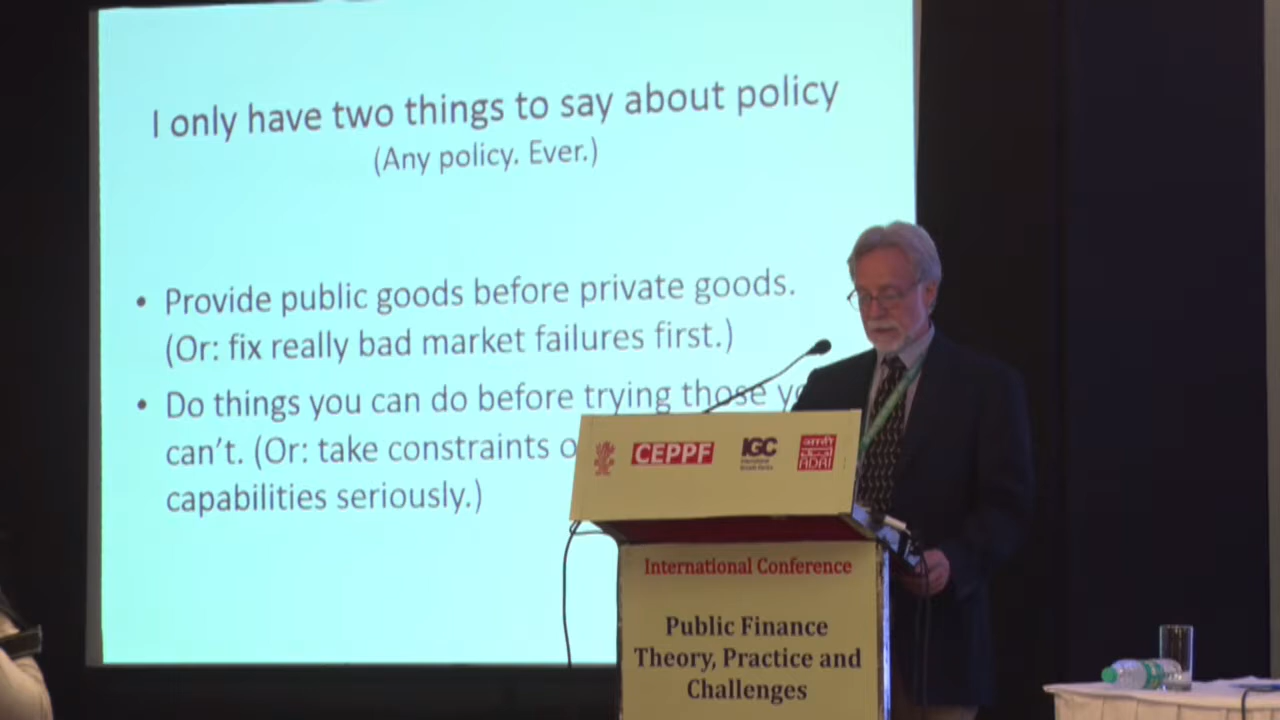 I only have two things to say about policy
(Any policy. Ever.)
• Provide public goods before private goods.
(Or: fix really bad market failures first.)
• Do things you can do before trying those
can't. (Or: take constraints
capabilities seriously.)
CEPPF
IGC
International Conference
Public Finance
Theory, Practice and
Challenges